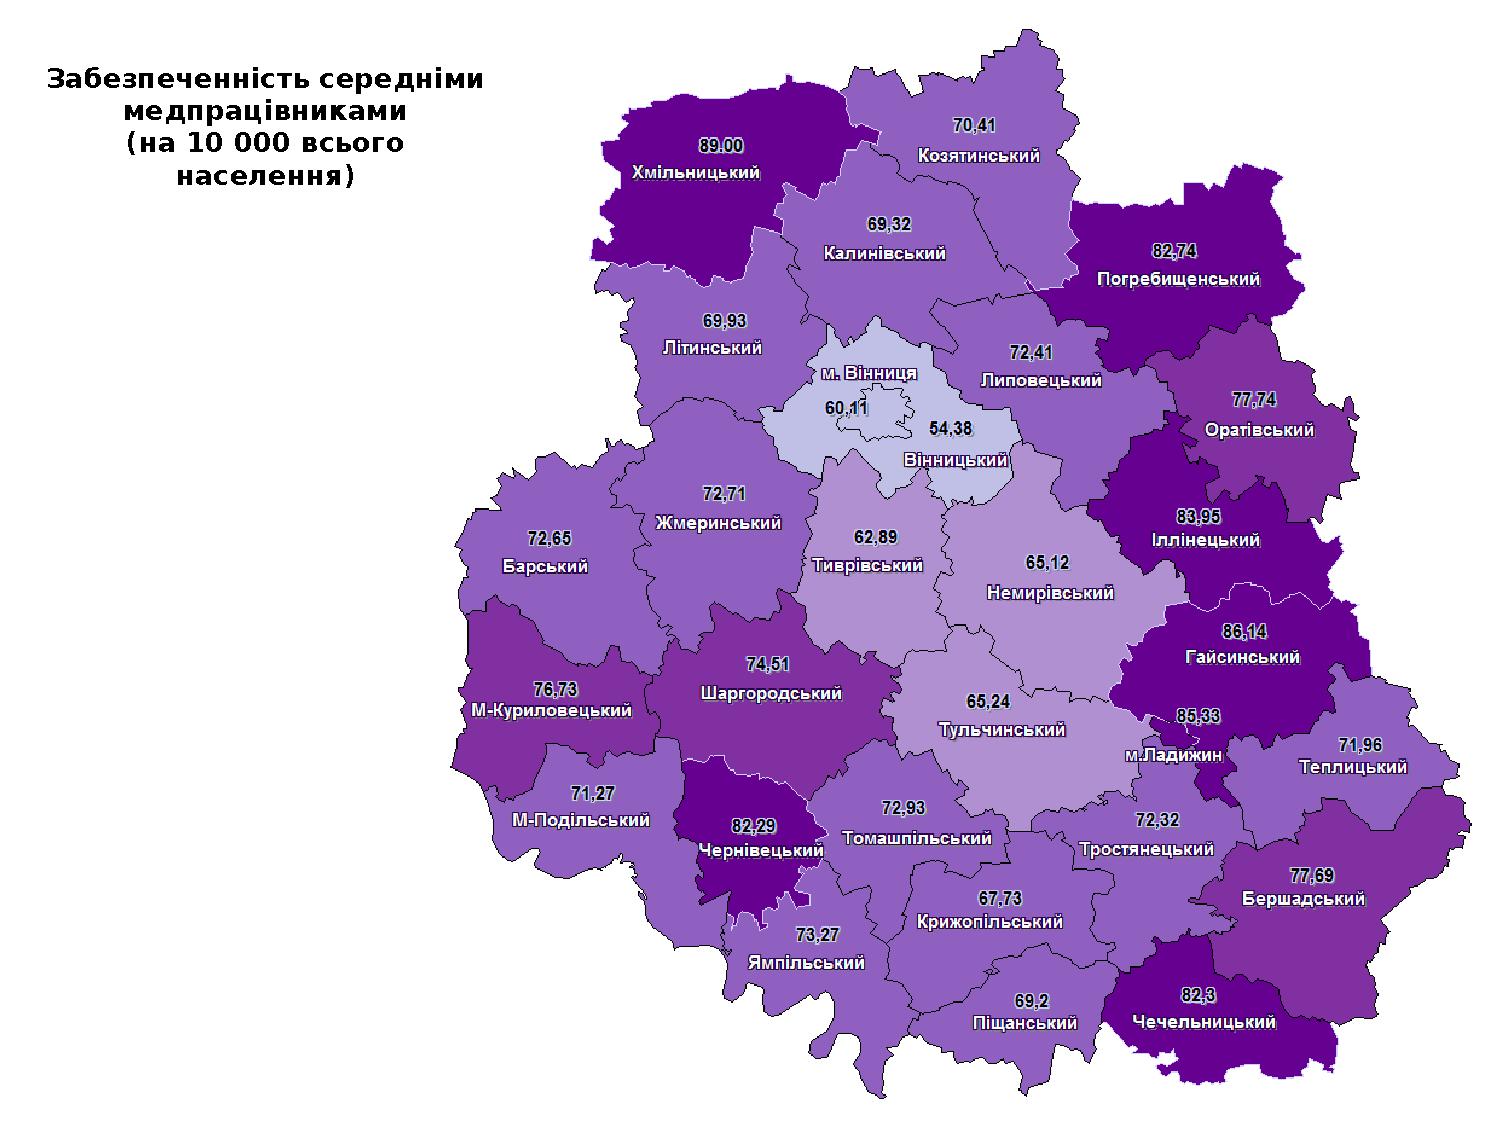 Забезпеченність середніми
медпрацівниками
(на 10 000 всього
населення)
70,41
Козятинський
89.00
Хмільницький
69,32
Калинівський
82,74
Погребищенський
69,93
Літинський
72,41
Липовецький
м. Вінниця
60,11
54,38
Вінницький
77,74
Оратівський
72,71
Жмеринський
83,95
Іллінецький
72,65
Барський
62,89
Тиврівський
65,12
Немирівський
86,14
Гайсинський
74,51
Шаргородський
76,73
М-Куриловецький
65,24
Тульчинський
85,33
м.Ладижин
71,96
Теплицький
71,27
М-Подільський
82,29
Чернівецький
72,93
Томашпільський
72,32
Тростянецький
77,69
Бершадський
67,73
Крижопільський
73,27
Ямпільський
69,2
Піщанський
82,3
Чечельницький